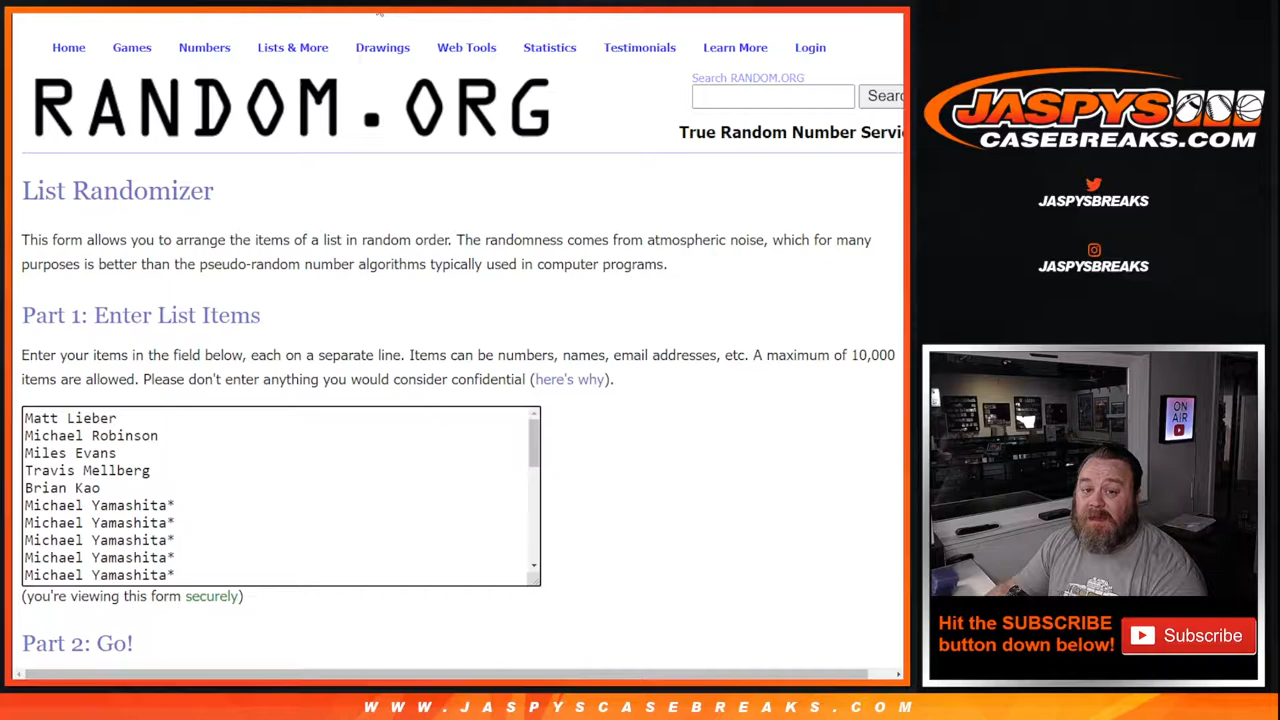 Home Games Numbers Lists & More Drawings Web Tools Statistics Testimonials Learn More Login
RANDOM.ORG
Search RANDOM.ORG
Searc
True Random Number Servi
List Randomizer
This form allows you to arrange the items of a list in random order. The randomness comes from atmospheric noise, which for many
purposes is better than the pseudo-random number algorithms typically used in computer programs.
Part 1: Enter List Items
Enter your items in the field below, each on a separate line. Items can be numbers, names, email addresses, etc. A maximum of 10,000
items are allowed. Please don't enter anything you would consider confidential (here's why).
Matt Lieber
Michael Robinson
Miles Evans
Travis Mellberg
Brian Kao
Michael Yamashita*
Michael Yamashita*
Michael Yamashita*
Michael Yamashita*
Michael Yamashita*
(you're viewing this form securely)
Part 2: Go!
JASPYS
CASEBREAKS.COM
JASPYSBREAKS
JASPYSBREAKS
ON
AIR
Hit the SUBSCRIBE
button down below!
Subscribe
WWW.JASPYSCASEBREAKS.COM